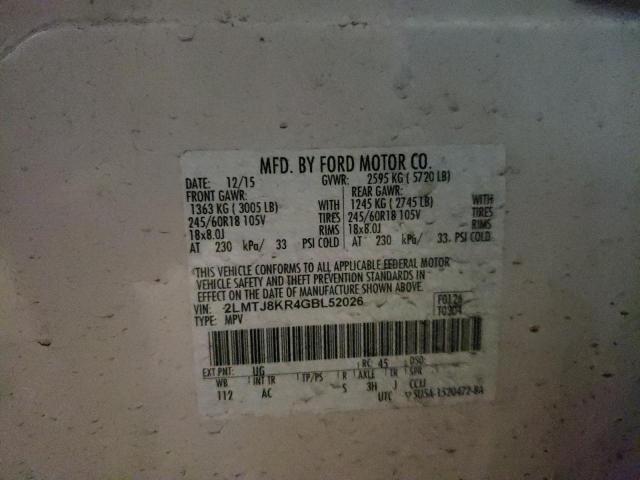 MFD. BY FORD MOTOR CO.
DATE: 12/15 GVWR: 2595 KG ( 5720 LB)
FRONT GAWR: REAR GAWR:
1363 KG ( 3005 LB) WITH 1245 KG ( 2745 LB) WITH
245/60R18 105V TIRES 245/60R18 105V TIRES
18x8.0J RIMS 18x8.0J RIMS
AT 230 kPa/ 33 PSI COLD AT 230 kPa/ 33 PSI COLD
THIS VEHICLE CONFORMS TO ALL APPLICABLE FEDERAL MOTOR
VEHICLE SAFETY AND THEFT PREVENTION STANDARDS IN
EFFECT ON THE DATE OF MANUFACTURE SHOWN ABOVE.
VIN: 2LMTJ8KR4GBL52026
TYPE: MPV
EXT PNT: UG RC: 45 DSO:
WB INT TR TP/PS R AXLE TR SPR
112 AC S 3H J CCIJ
UTC